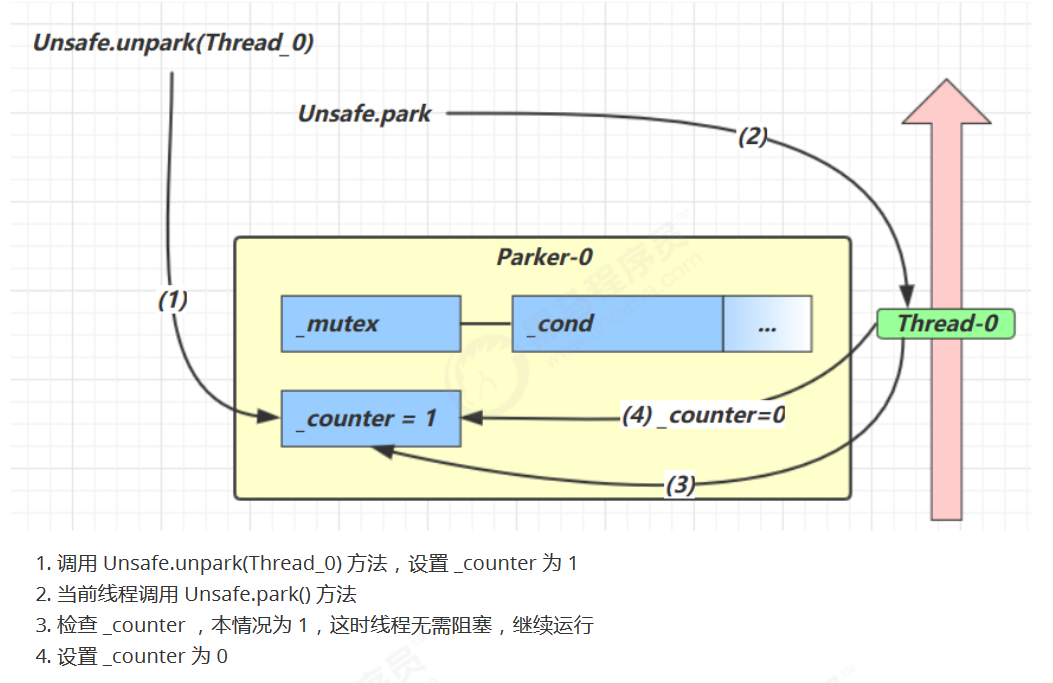 Unsafe.unpark(Thread_0)
Unsafe.park
(2)
Parker-0
(1)
_mutex
_cond
...
Thread-0
_counter = 1
(4) _counter=0
(3)
1. 调用 Unsafe.unpark(Thread_0) 方法，设置 _counter 为 1
2. 当前线程调用 Unsafe.park() 方法
3. 检查 _counter ，本情况为 1，这时线程无需阻塞，继续运行
4. 设置 _counter 为 0